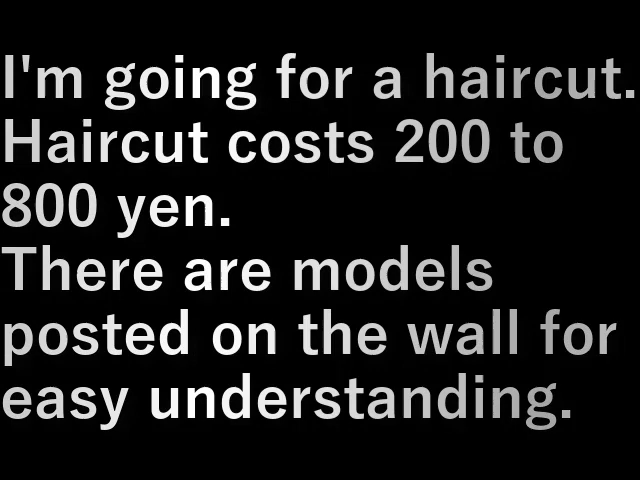 I'm going for a haircut.
Haircut costs 200 to
800 yen.
There are models
posted on the wall for
easy understanding.